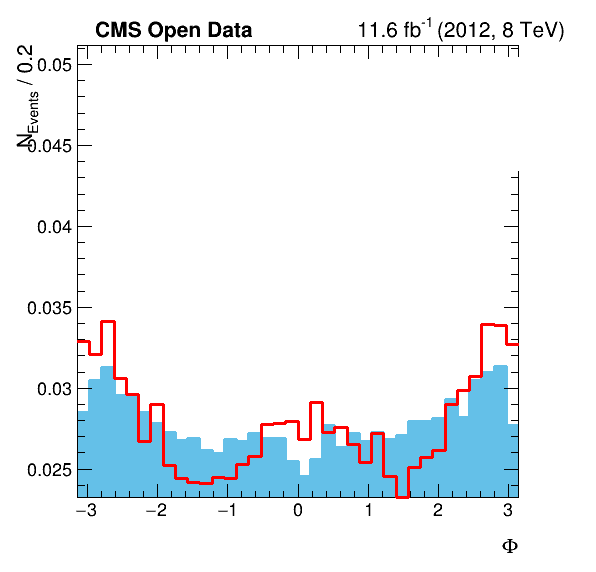 CMS Open Data
11.6 fb-1 (2012, 8 TeV)
NEvents / 0.2
0.05
0.045
0.04
0.035
0.03
0.025
−3 −2 −1 0 1 2 3
Φ